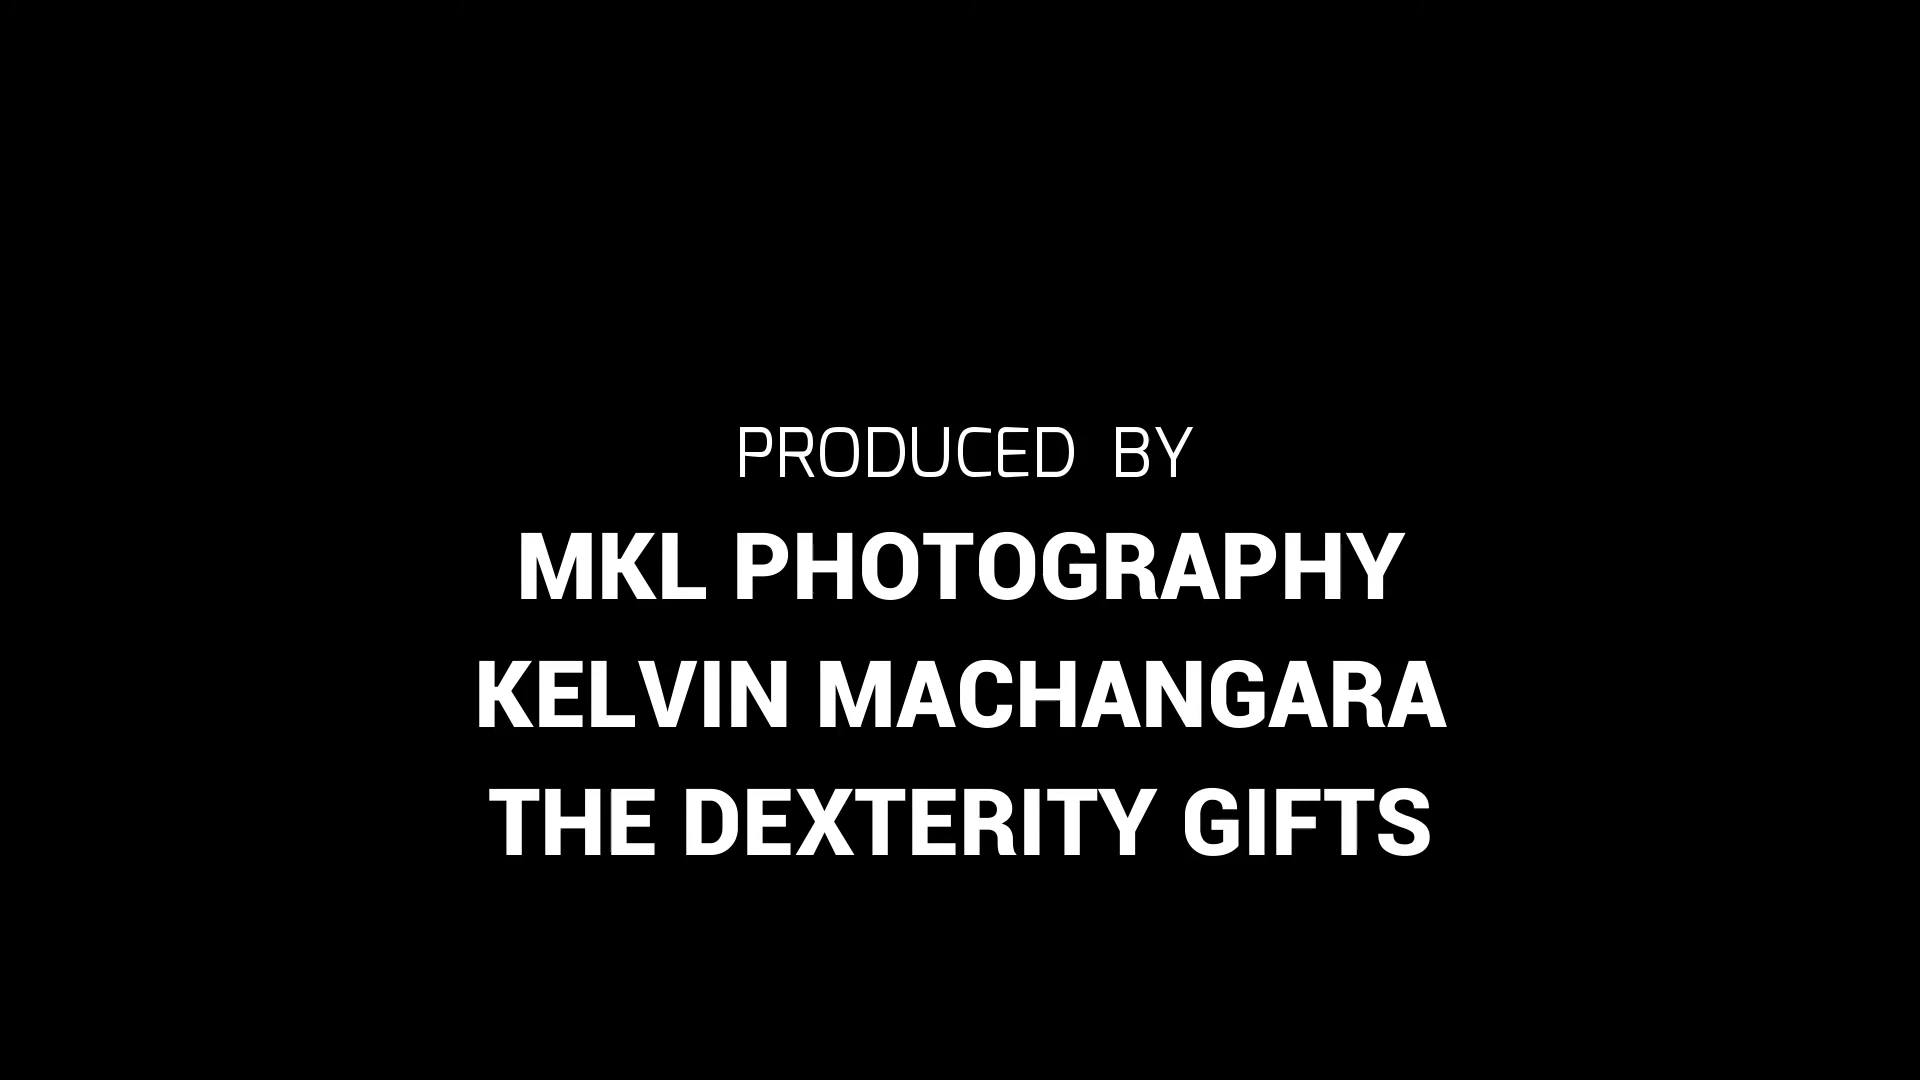 PRODUCED BY
MKL PHOTOGRAPHY
KELVIN MACHANGARA
THE DEXTERITY GIFTS